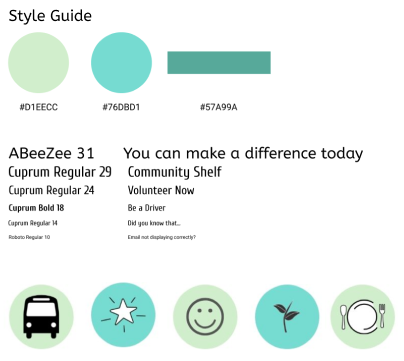 Style Guide
#D1EECC #76DBD1 #57A99A
ABeeZee 31 You can make a difference today
Cuprum Regular 29 Community Shelf
Cuprum Regular 24 Volunteer Now
Cuprum Bold 18 Be a Driver
Cuprum Regular 14 Did you know that...
Roboto Regular 10 Email not displaying correctly?